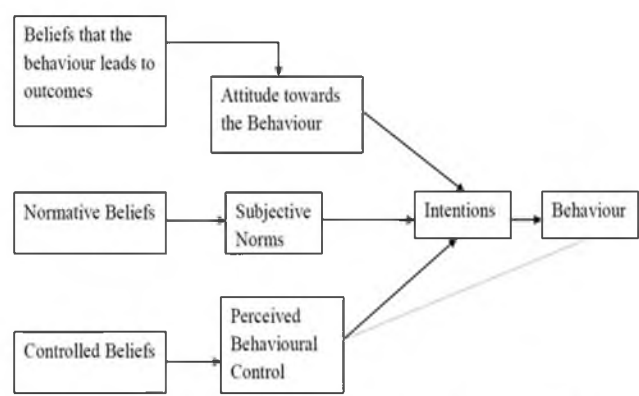 Beliefs that the
behaviour leads to
outcomes
Attitude towards
the Behaviour
Normative Beliefs
Subjective
Norms
Intentions
Behaviour
Controlled Beliefs
Perceived
Behavioural
Control